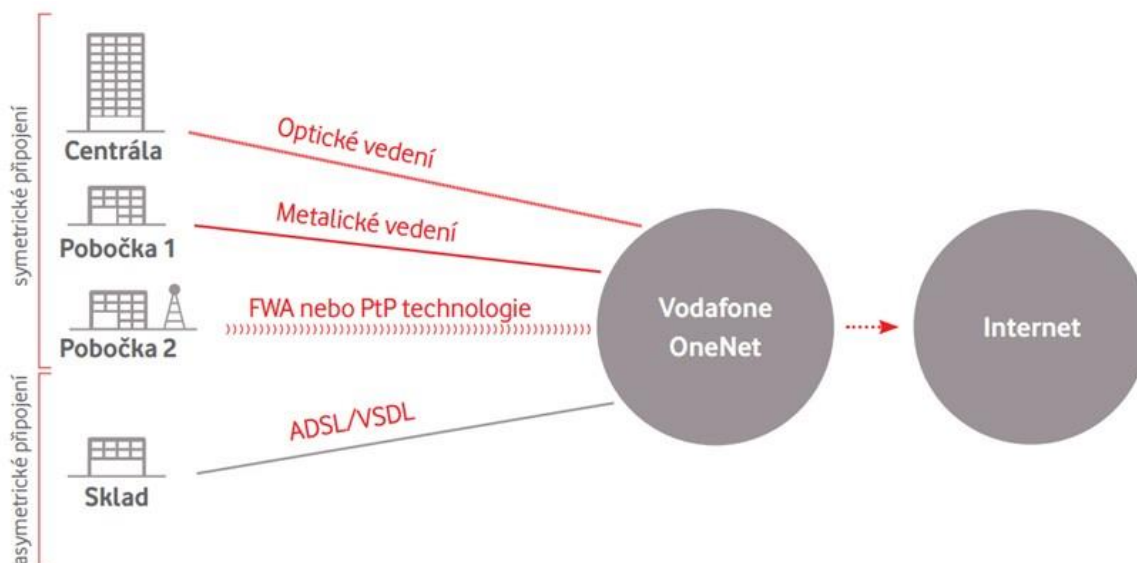 symetrické připojení
Centrála
Optické vedení
Pobočka 1
Metalické vedení
Pobočka 2
FWA nebo PtP technologie
Vodafone
OneNet
Internet
asymetrické připojení
Sklad
ADSL/VSDL